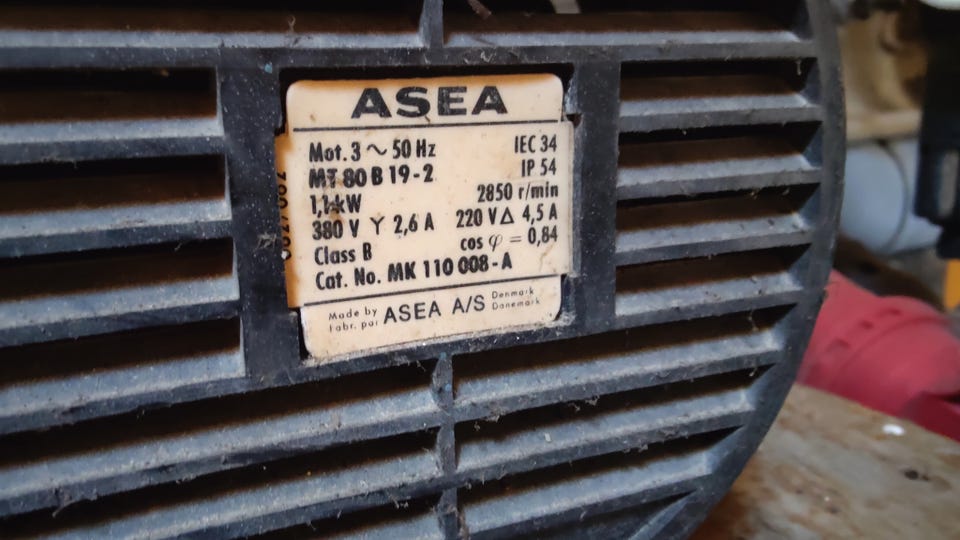 ASEA
Mot. 3 ~ 50 Hz IEC 34
MT 80 B 19-2 IP 54
1,1 kW 2850 r/min
380 V Y 2,6 A 220 V Δ 4,5 A
Class B cos φ = 0,84
Cat. No. MK 110 008-A
Made by ASEA A/S Denmark
Fabr. par Danemark